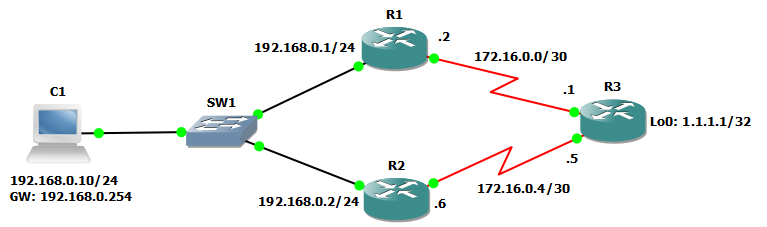 R1
192.168.0.1/24
.2
172.16.0.0/30
C1
SW1
.1
R3
Lo0: 1.1.1.1/32
R2
.5
192.168.0.10/24
GW: 192.168.0.254
192.168.0.2/24
.6
172.16.0.4/30